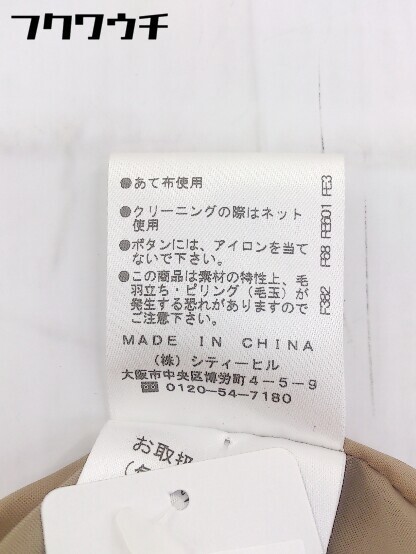 フクワウチ
●あて布使用
●クリーニングの際はネット
使用
●ボタンには、アイロンを当て
ないで下さい。
●この商品は素材の特性上、毛
羽立ち・ピリング(毛玉)が
発生する恐れがありますので
ご注意下さい。
MADE IN CHINA
(株)シティーヒル
大阪市中央区博労町4-5-9
0120-54-7180
F382 F68 FE601 FE3
お取扱